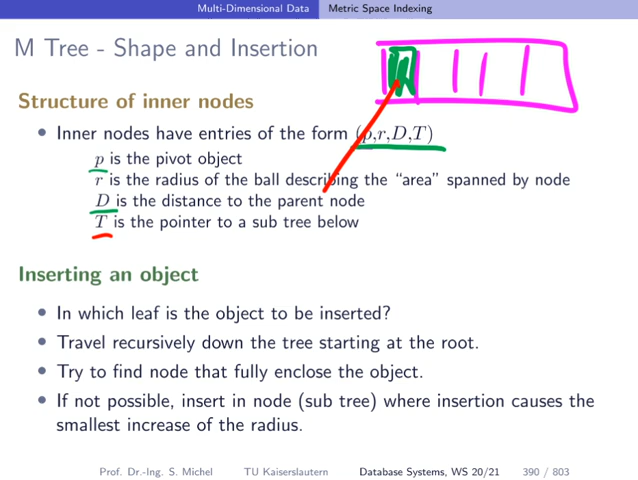 Multi-Dimensional Data Metric Space Indexing
M Tree - Shape and Insertion
Structure of inner nodes
• Inner nodes have entries of the form (p,r,D,T)
p is the pivot object
r is the radius of the ball describing the “area” spanned by node
D is the distance to the parent node
T is the pointer to a sub tree below
Inserting an object
• In which leaf is the object to be inserted?
• Travel recursively down the tree starting at the root.
• Try to find node that fully enclose the object.
• If not possible, insert in node (sub tree) where insertion causes the
smallest increase of the radius.
Prof. Dr.-Ing. S. Michel TU Kaiserslautern Database Systems, WS 20/21 390 / 803